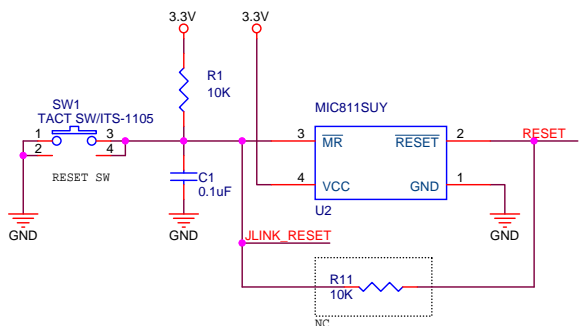 3.3V
3.3V
R1
10K
SW1
TACT SW/ITS-1105
MIC811SUY
1
3
2
4
RESET SW
3
MR
RESET
2
RESET
C1
0.1uF
4
VCC
GND
1
U2
GND
GND
GND
JLINK_RESET
R11
10K
NC